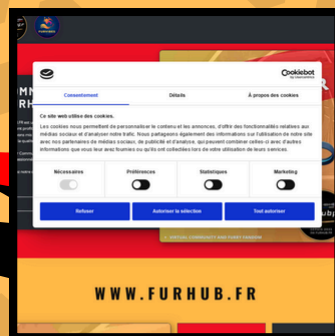 Cookiebot
Consentement Détails À propos des cookies
Ce site web utilise des cookies.
Les cookies nous permettent de personnaliser le contenu et les annonces, d'offrir des fonctionnalités relatives aux
médias sociaux et d'analyser notre trafic. Nous partageons également des informations sur l'utilisation de notre site
avec nos partenaires de médias sociaux, de publicité et d'analyse, qui peuvent combiner celles-ci avec d'autres
informations que vous leur avez fournies ou qu'ils ont collectées lors de votre utilisation de leurs services.
Nécessaires Préférences Statistiques Marketing
Refuser Autoriser la sélection Tout autoriser
WWW.FURHUB.FR